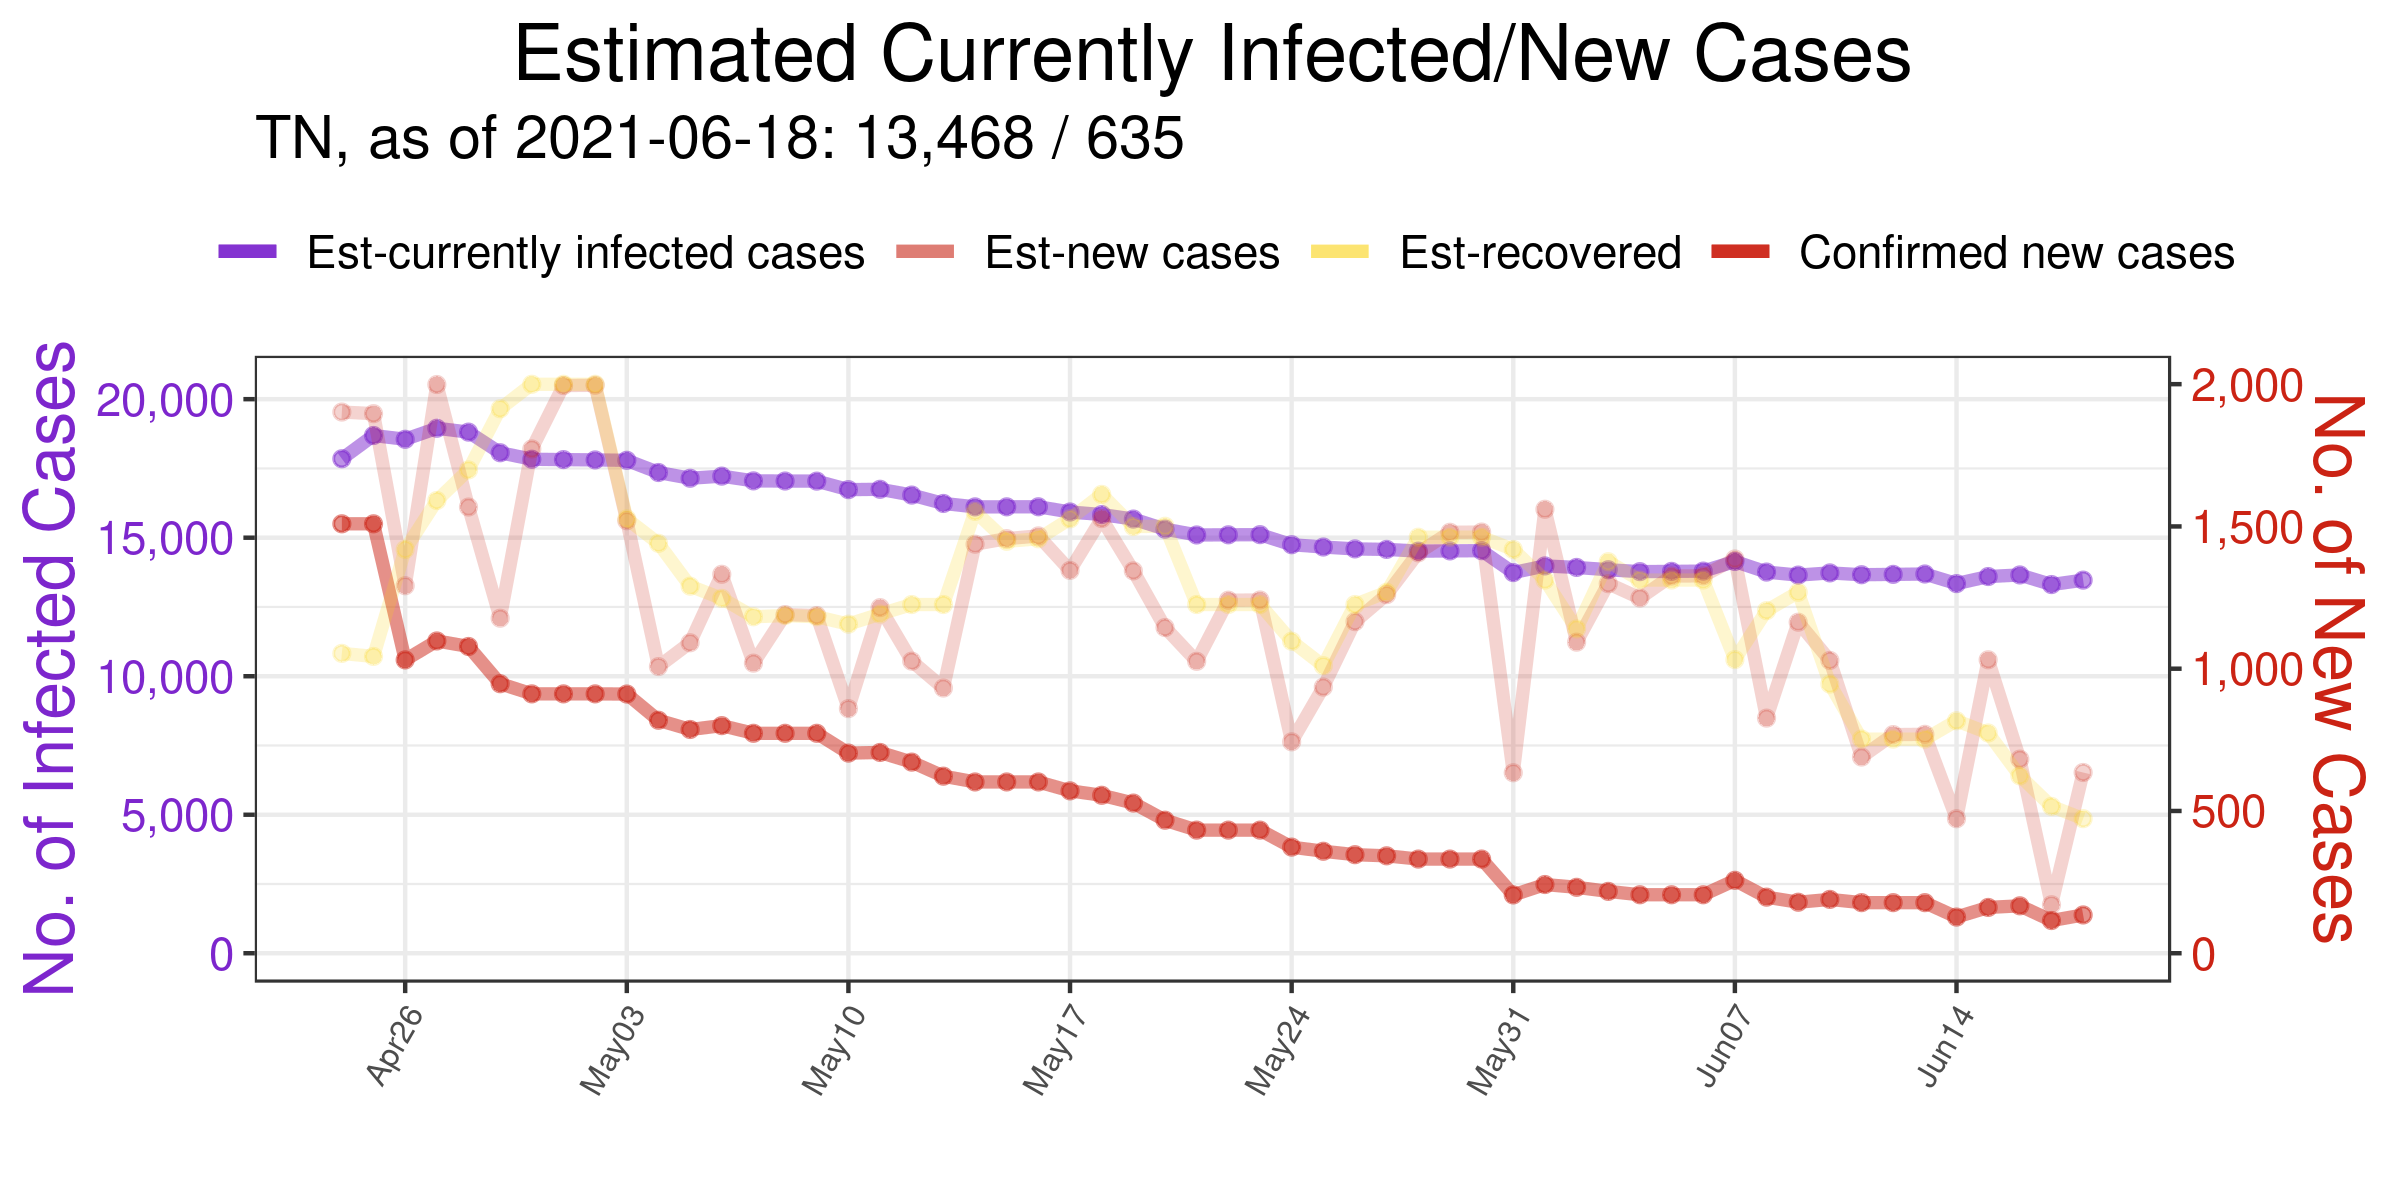 Estimated Currently Infected/New Cases
TN, as of 2021-06-18: 13,468 / 635
Est-currently infected cases Est-new cases Est-recovered Confirmed new cases
No. of Infected Cases
20,000
15,000
10,000
5,000
0
2,000
1,500
1,000
500
0
No. of New Cases
Apr26 May03 May10 May17 May24 May31 Jun07 Jun14